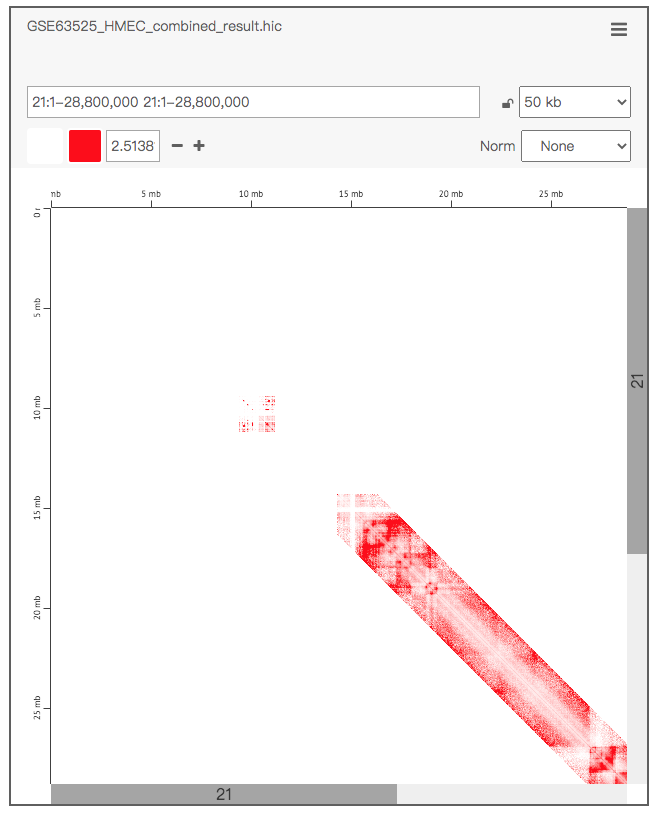 GSE63525_HMEC_combined_result.hic
21:1-28,800,000 21:1-28,800,000
50 kb
2.5138
Norm
None
mb 5 mb 10 mb 15 mb 20 mb 25 mb
0
5 mb
10 mb
15 mb
20 mb
25 mb
21
21